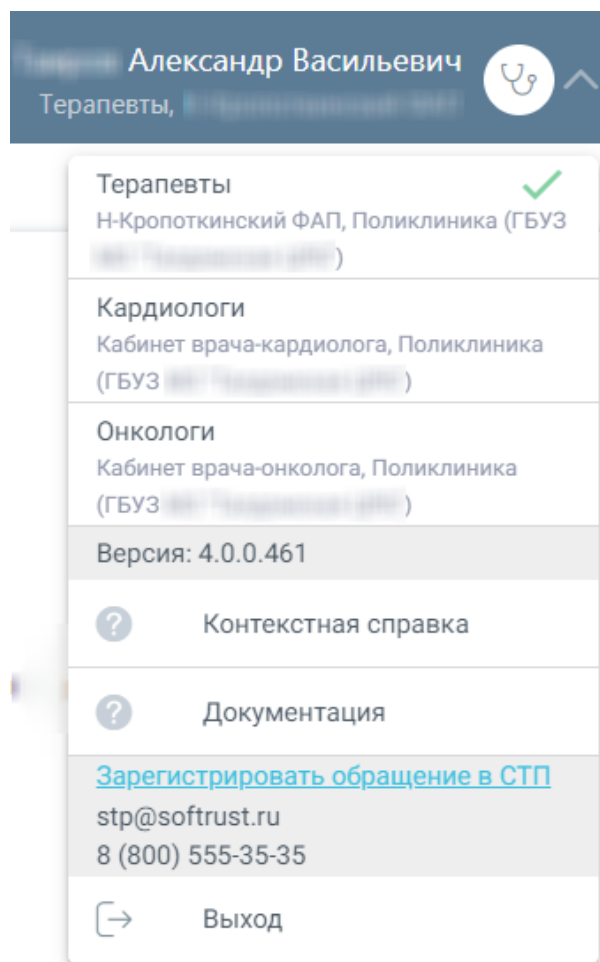 Александр Васильевич
Терапевты,
Терапевты
Н-Кропоткинский ФАП, Поликлиника (ГБУЗ
)
Кардиологи
Кабинет врача-кардиолога, Поликлиника
(ГБУЗ )
Онкологи
Кабинет врача-онколога, Поликлиника
(ГБУЗ )
Версия: 4.0.0.461
? Контекстная справка
? Документация
Зарегистрировать обращение в СТП
stp@softrust.ru
8 (800) 555-35-35
Выход